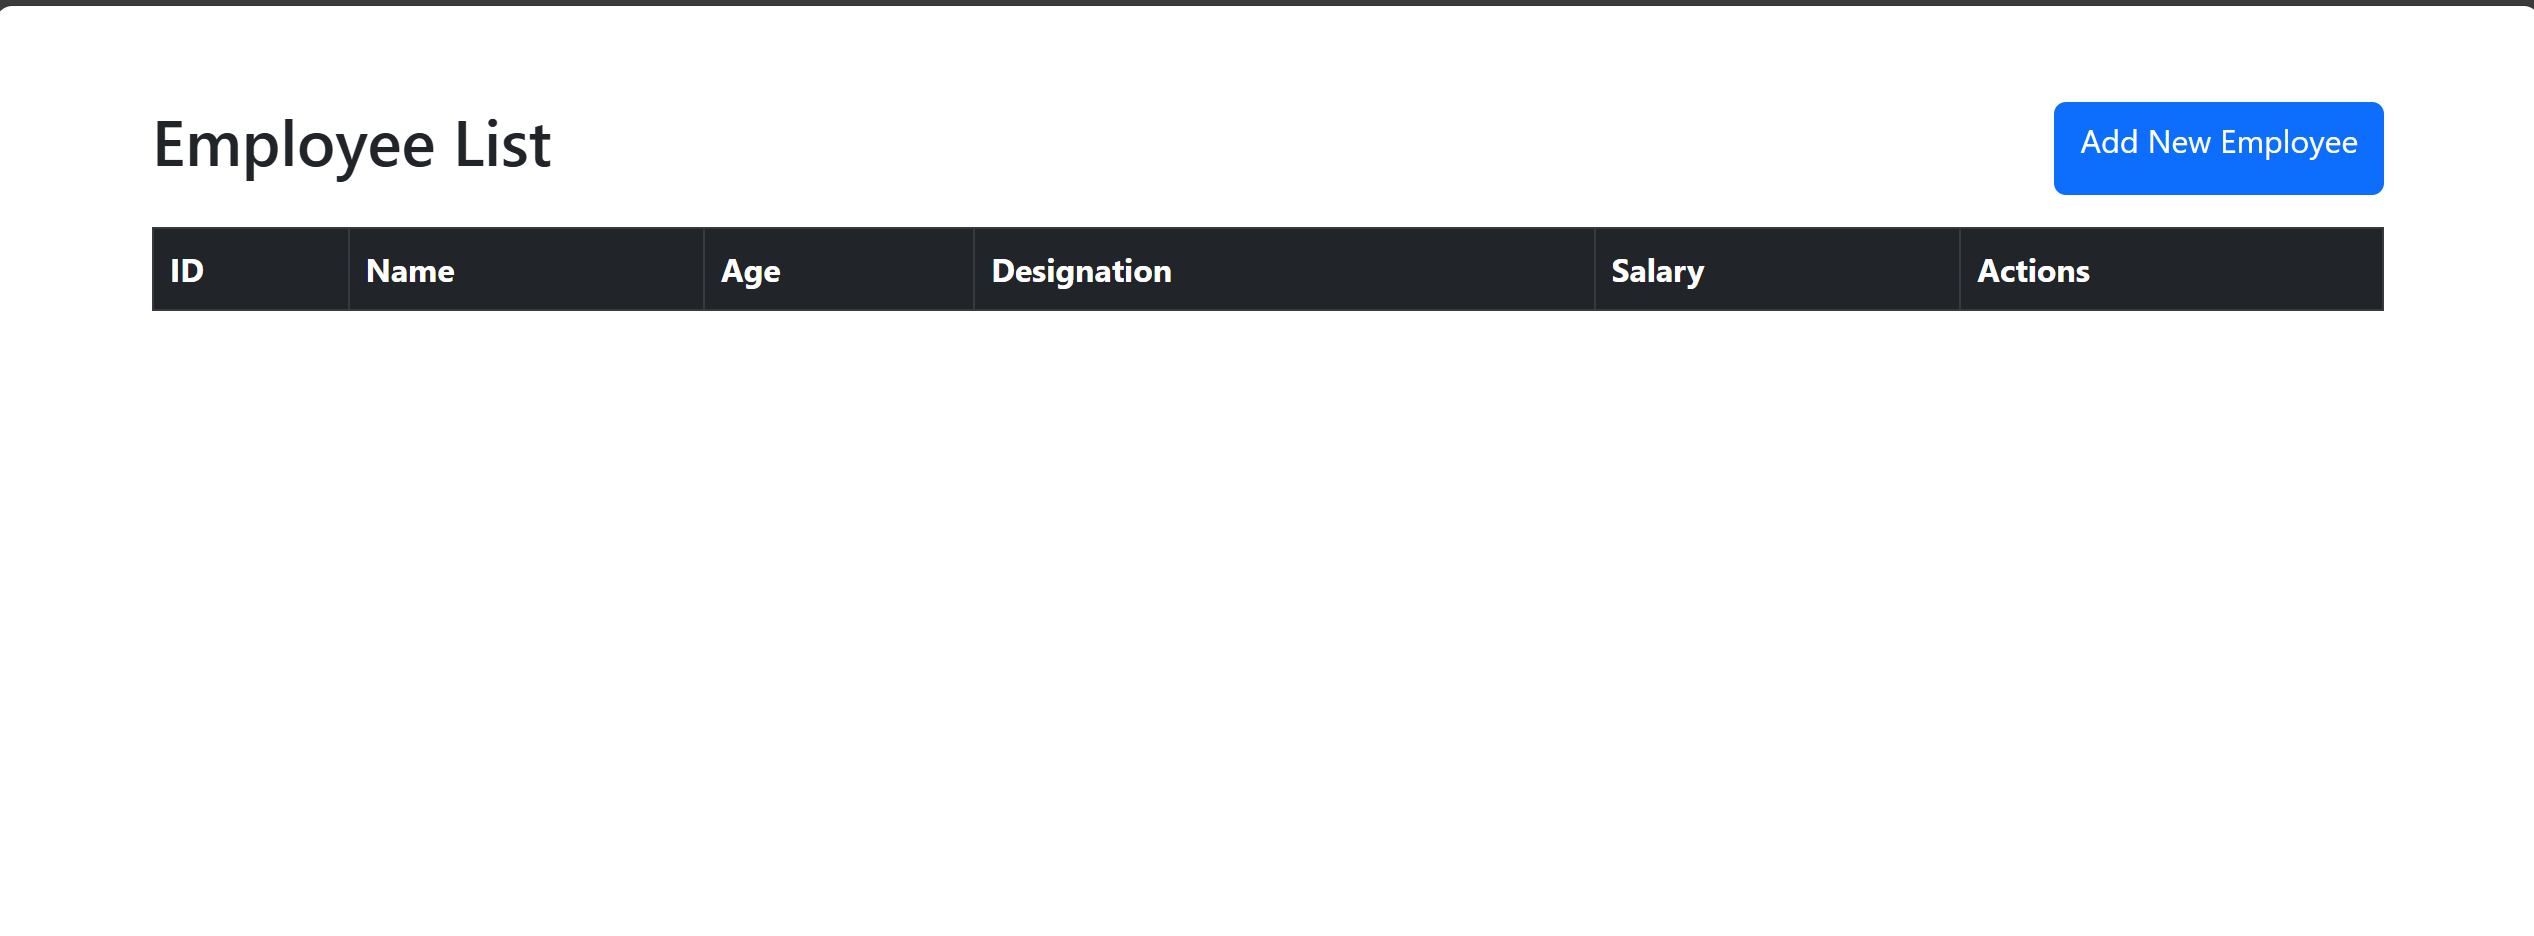 Employee List
Add New Employee
ID Name Age Designation Salary Actions